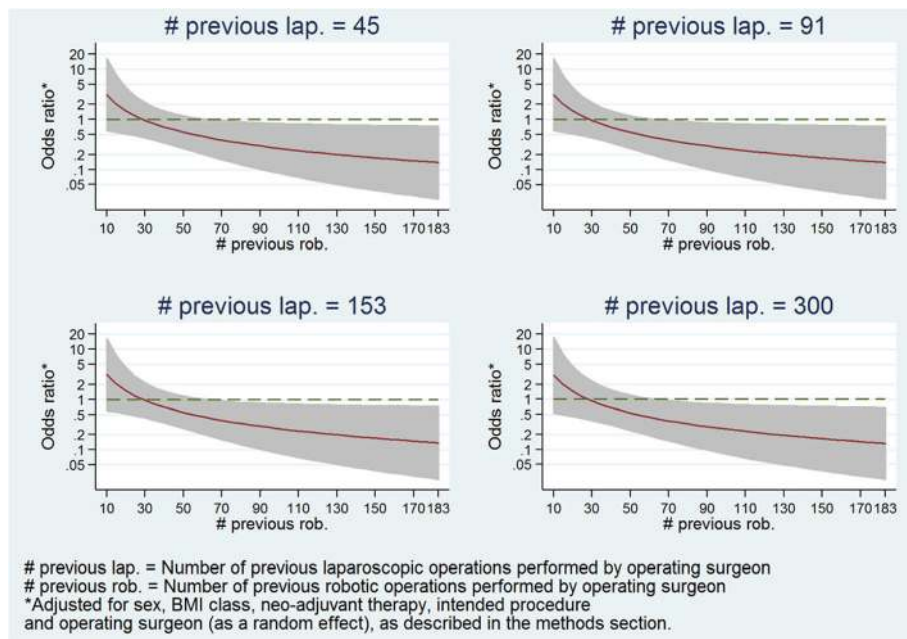 # previous lap. = 45
20
10
5
2
1
.5
.2
.1
.05
Odds ratio*
10 30 50 70 90 110 130 150 170 183
# previous rob.
# previous lap. = 91
20
10
5
2
1
.5
.2
.1
.05
Odds ratio*
10 30 50 70 90 110 130 150 170 183
# previous rob.
# previous lap. = 153
20
10
5
2
1
.5
.2
.1
.05
Odds ratio*
10 30 50 70 90 110 130 150 170 183
# previous rob.
# previous lap. = 300
20
10
5
2
1
.5
.2
.1
.05
Odds ratio*
10 30 50 70 90 110 130 150 170 183
# previous rob.
# previous lap. = Number of previous laparoscopic operations performed by operating surgeon
# previous rob. = Number of previous robotic operations performed by operating surgeon
*Adjusted for sex, BMI class, neo-adjuvant therapy, intended procedure
and operating surgeon (as a random effect), as described in the methods section.